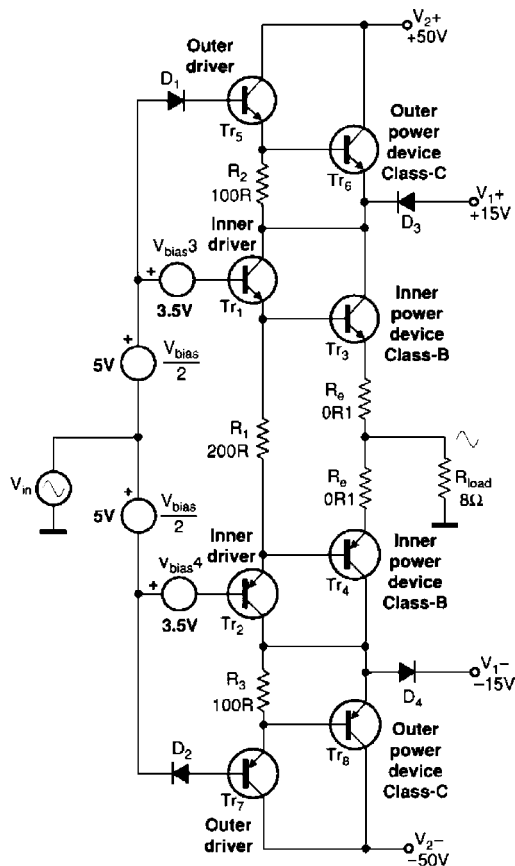 V2+
+50V
Outer
driver
D1
Tr5
Outer
power
device
Class-C
Tr6
R2
100R
V1+
+15V
D3
Inner
driver
Vbias3
+
3.5V
Tr1
Inner
power
device
Class-B
Tr3
+
5V
Vbias
2
Re
0R1
R1
200R
Vin
Re
0R1
Rload
8Ω
+
5V
Vbias
2
Inner
driver
Vbias4
+
3.5V
Tr2
Inner
power
device
Class-B
Tr4
V1−
−15V
D4
R3
100R
Outer
power
device
Class-C
Tr8
D2
Tr7
Outer
driver
V2−
−50V